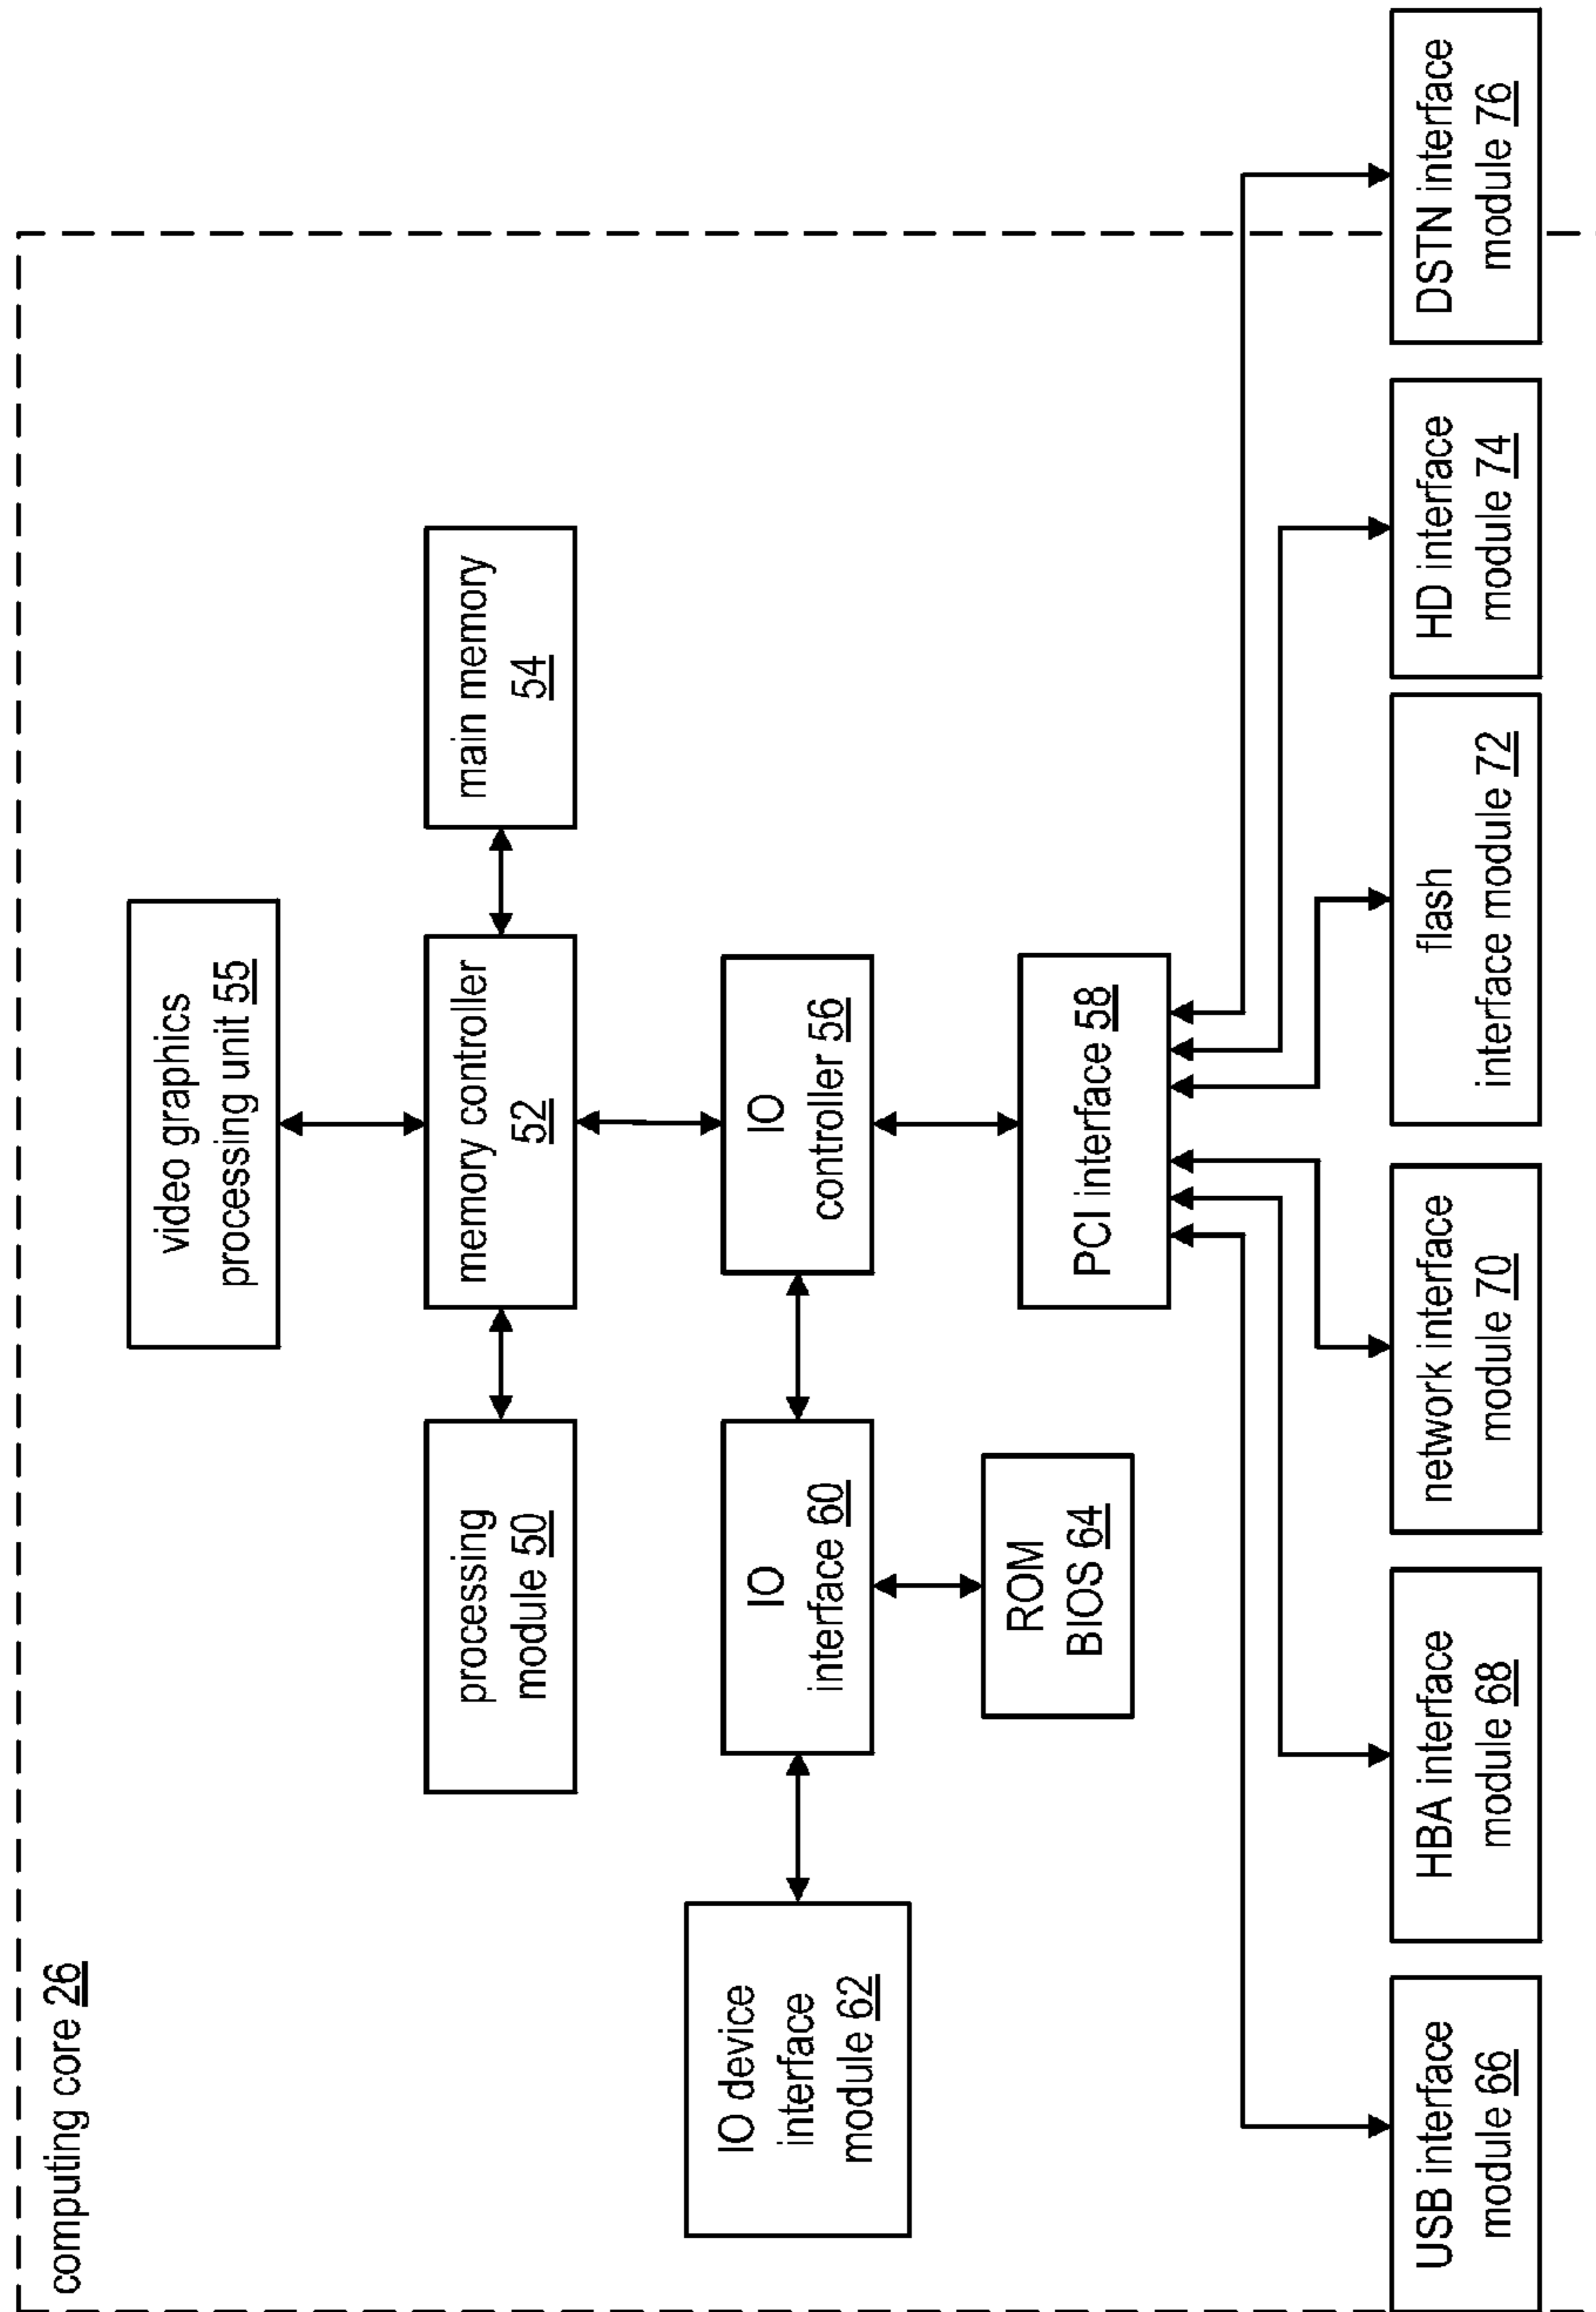 computing core 26
video graphics
processing unit 55
processing
module 50
memory controller
52
main memory
54
IO device
interface
module 62
IO
interface 60
IO
controller 56
ROM
BIOS 64
PCI interface 58
USB interface
module 66
HBA interface
module 68
network interface
module 70
flash
interface module 72
HD interface
module 74
DSTN interface
module 76